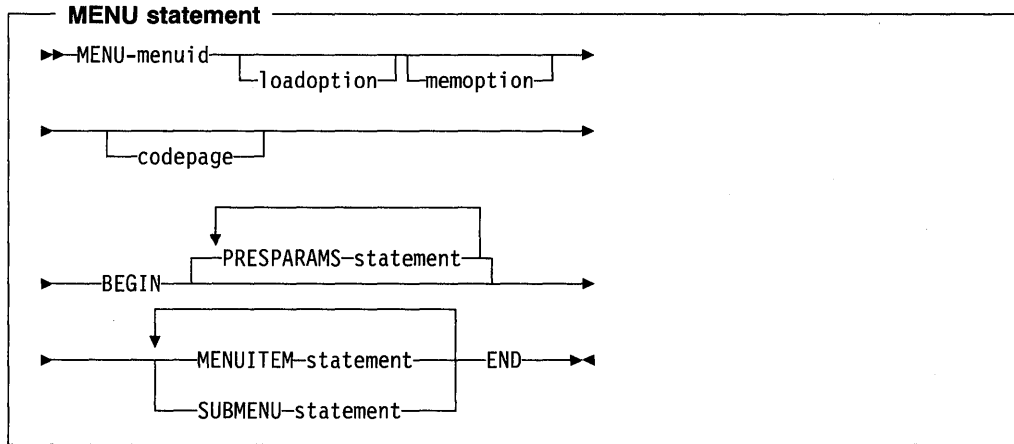 MENU statement
MENU-menuid
loadoption memoption
codepage
PRESPARAMS-statement
BEGIN
MENUITEM-statement END
SUBMENU-statement